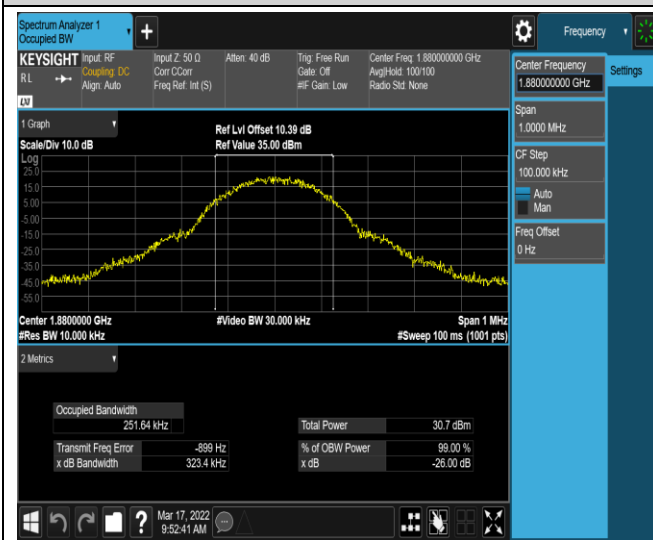 Spectrum Analyzer 1
Occupied BW
+
Frequency
KEYSIGHT
RL
LXI
Input: RF
Coupling: DC
Align: Auto
Input Z: 50 Ω
Corr CCorr
Freq Ref: Int (S)
Atten: 40 dB
Trig: Free Run
Gate: Off
#IF Gain: Low
Center Freq: 1.880000000 GHz
Avg|Hold: 100/100
Radio Std: None
Center Frequency
1.880000000 GHz
Settings
Span
1.0000 MHz
CF Step
100.000 kHz
Auto
Man
Freq Offset
0 Hz
1 Graph
Scale/Div 10.0 dB
Ref Lvl Offset 10.39 dB
Ref Value 35.00 dBm
Log
25.0
15.0
5.00
-5.00
-15.0
-25.0
-35.0
-45.0
-55.0
Center 1.8800000 GHz
#Video BW 30.000 kHz
Span 1 MHz
#Res BW 10.000 kHz
#Sweep 100 ms (1001 pts)
2 Metrics
Occupied Bandwidth
251.64 kHz
Total Power 30.7 dBm
Transmit Freq Error -899 Hz
% of OBW Power 99.00 %
x dB Bandwidth 323.4 kHz
x dB -26.00 dB
?
Mar 17, 2022
9:52:41 AM